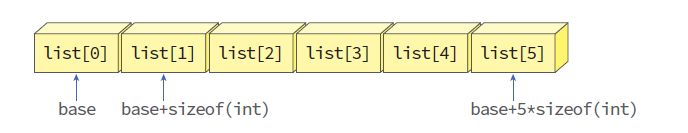 list[0] list[1] list[2] list[3] list[4] list[5]
base base+sizeof(int) base+5*sizeof(int)